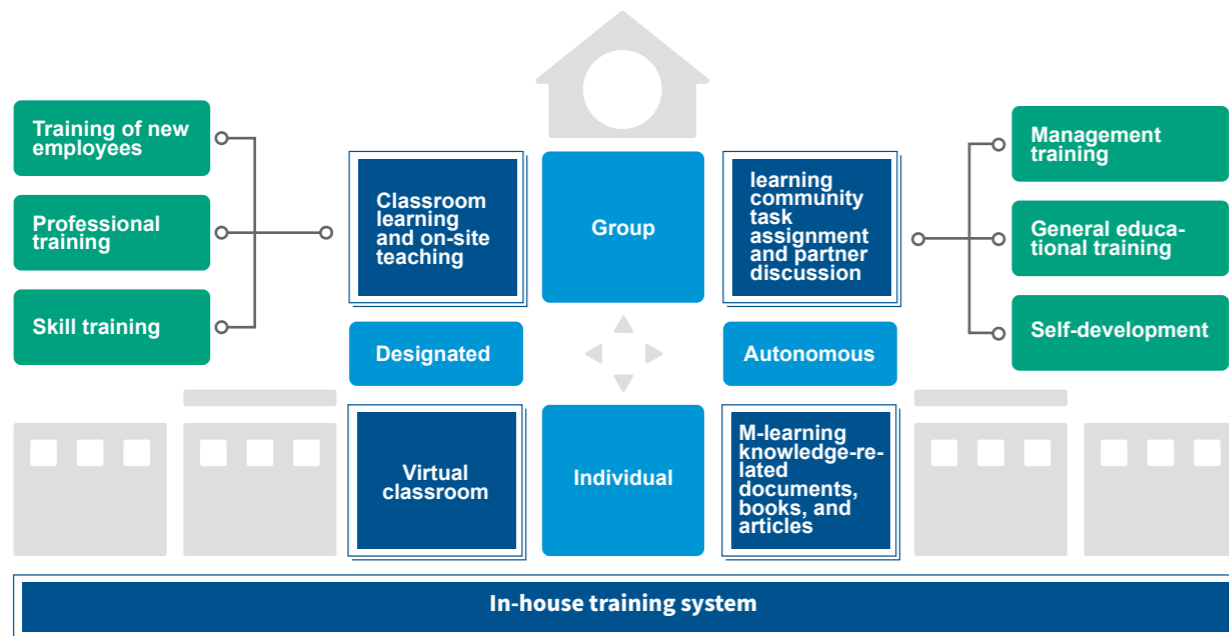 Training of new
employees
Professional
training
Skill training
Classroom
learning
and on-site
teaching
Group
learning
community
task
assignment
and partner
discussion
Management
training
General educa-
tional training
Self-development
Designated
Autonomous
Virtual
classroom
Individual
M-learning
knowledge-re-
lated
documents,
books, and
articles
In-house training system